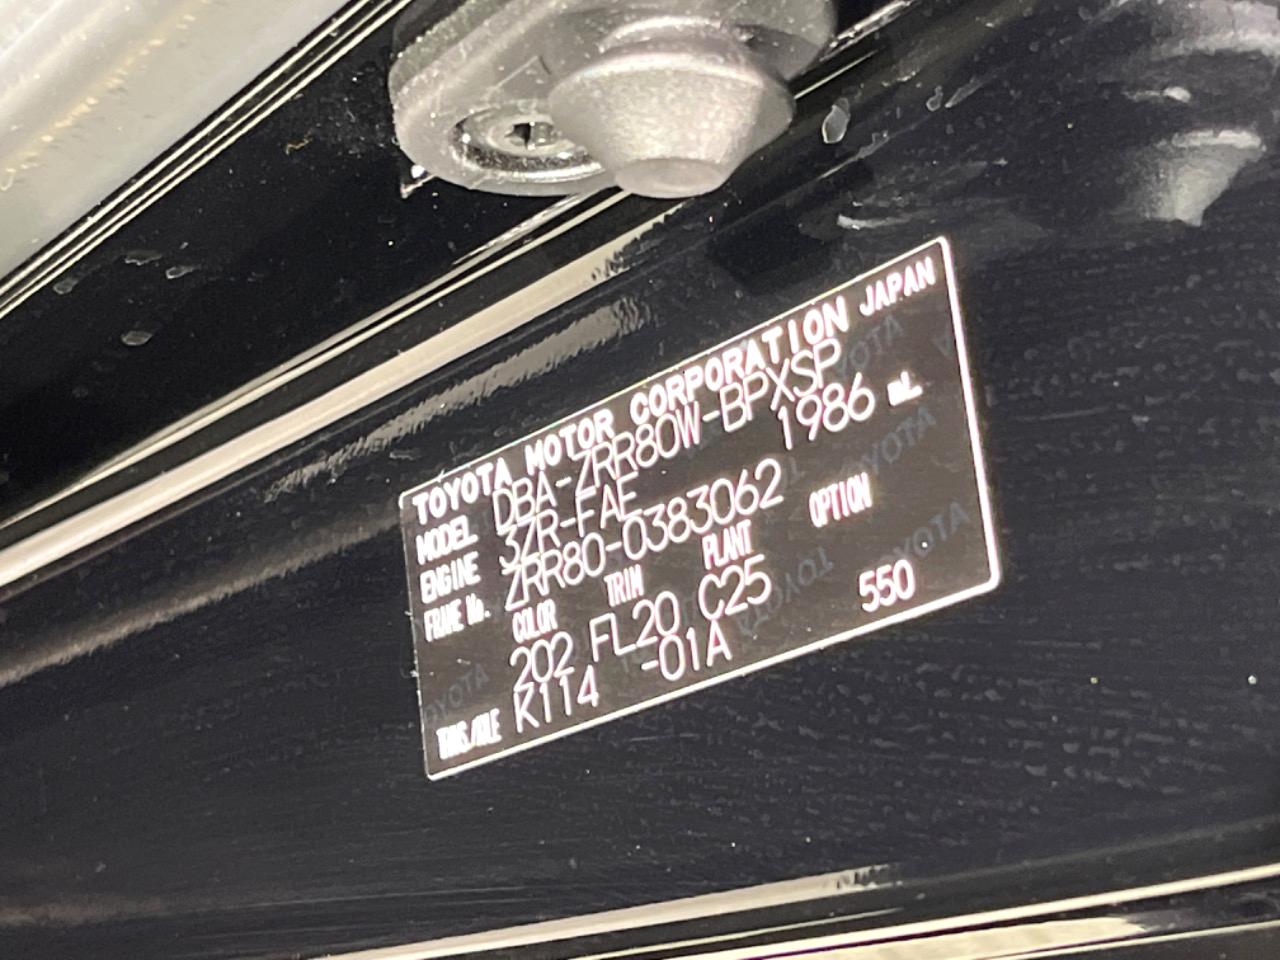 TOYOTA MOTOR CORPORATION JAPAN
MODEL DBA-ZRR80W-BPXSP
ENGINE 3ZR-FAE 1986 mL
FRAME No. ZRR80-0383062
COLOR TRIM PLANT OPTION
202 FL20 C25 550
TRNS/AXLE K114 -01A